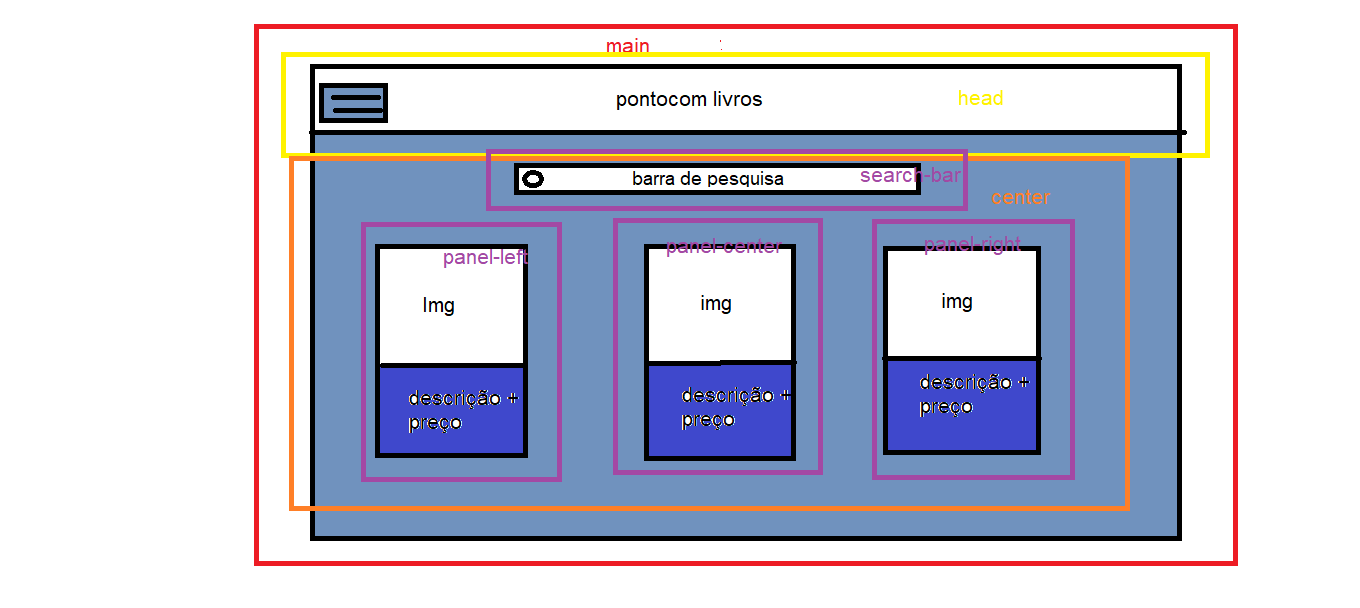 main
pontocom livros
head
barra de pesquisa
search-bar
center
panel-left
panel-center
panel-right
Img
img
img
descrição +
preço
descrição +
preço
descrição +
preço